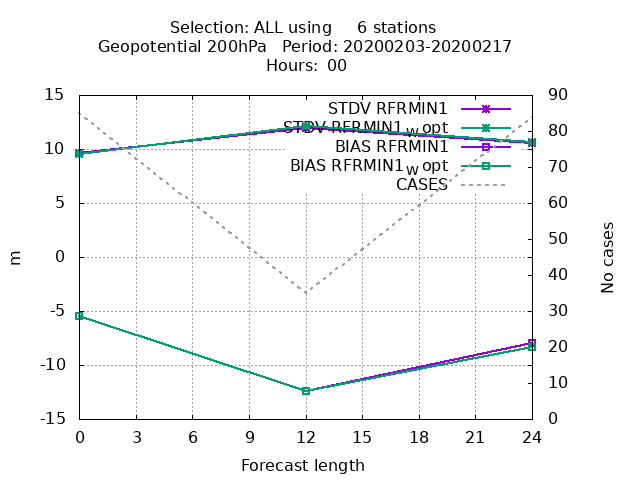 Selection: ALL using     6 stations
Geopotential 200hPa   Period: 20200203-20200217
Hours:  00
STDV RFRMIN1
STDV RFRMIN1_w opt
BIAS RFRMIN1
BIAS RFRMIN1_w opt
CASES
15
10
5
0
-5
-10
-15
90
80
70
60
50
40
30
20
10
0
m
No cases
0 3 6 9 12 15 18 21 24
Forecast length